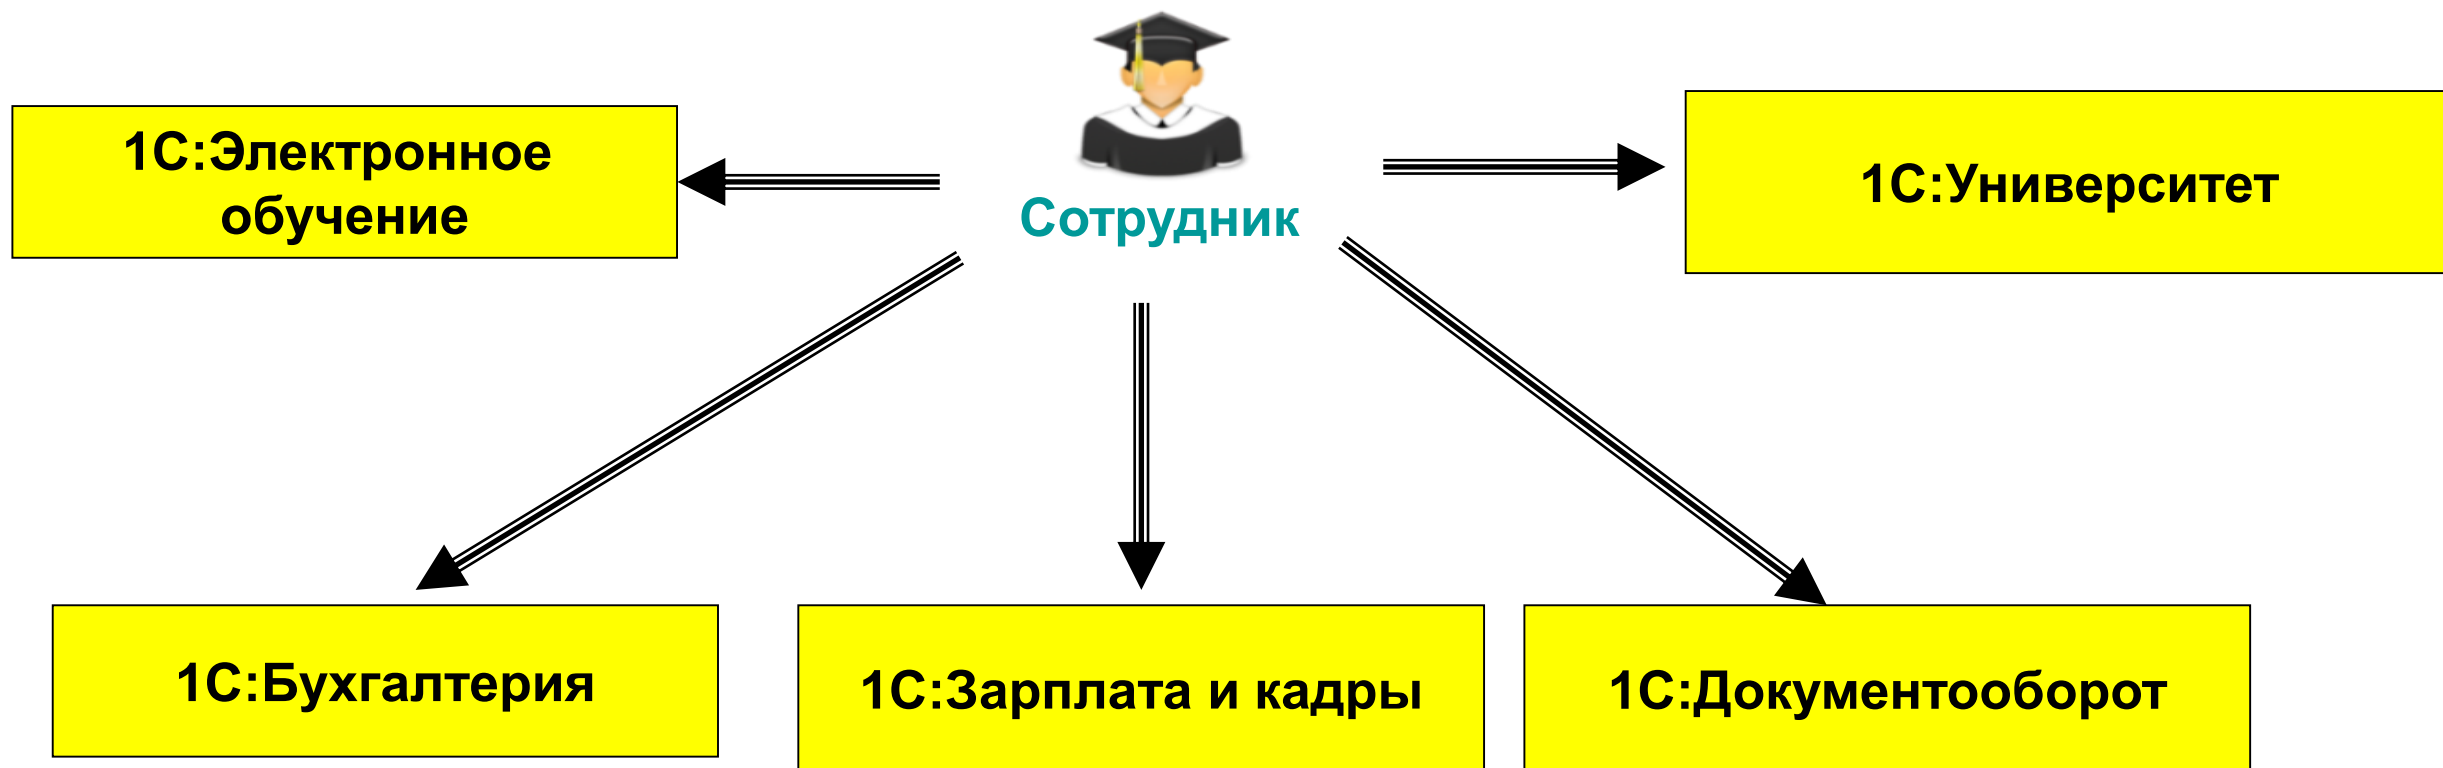 1С:Электронное
обучение
Сотрудник
1С:Университет
1С:Бухгалтерия
1С:Зарплата и кадры
1С:Документооборот